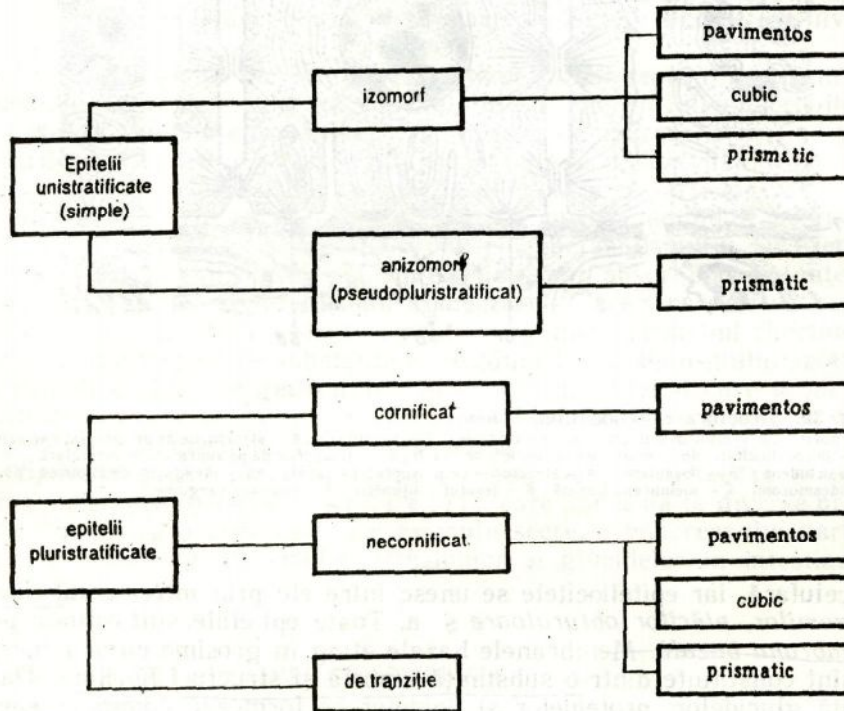 pavimentos
izomorf
cubic
prismatic
Epitelii
unistratificate
(simple)
anizomorf
(pseudopluristratificat)
prismatic
cornificat
pavimentos
epitelii
pluristratificate
necornificat.
pavimentos
cubic
prismatic
de tranziție